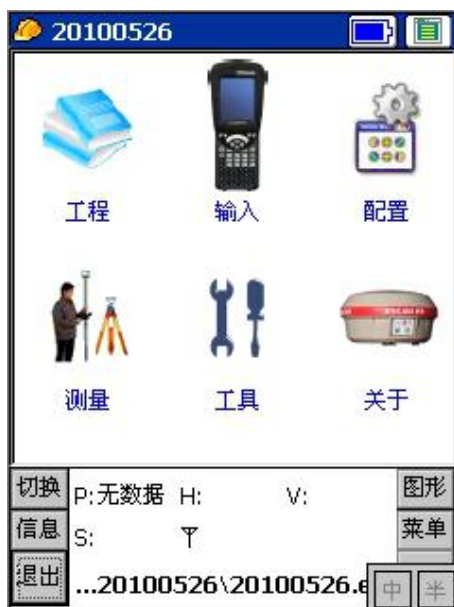 20100526
工程 输入 配置
测量 工具 关于
切换 P:无数据 H: V: 图形
信息 S: 菜单
退出 ...20100526\20100526.e 中 半